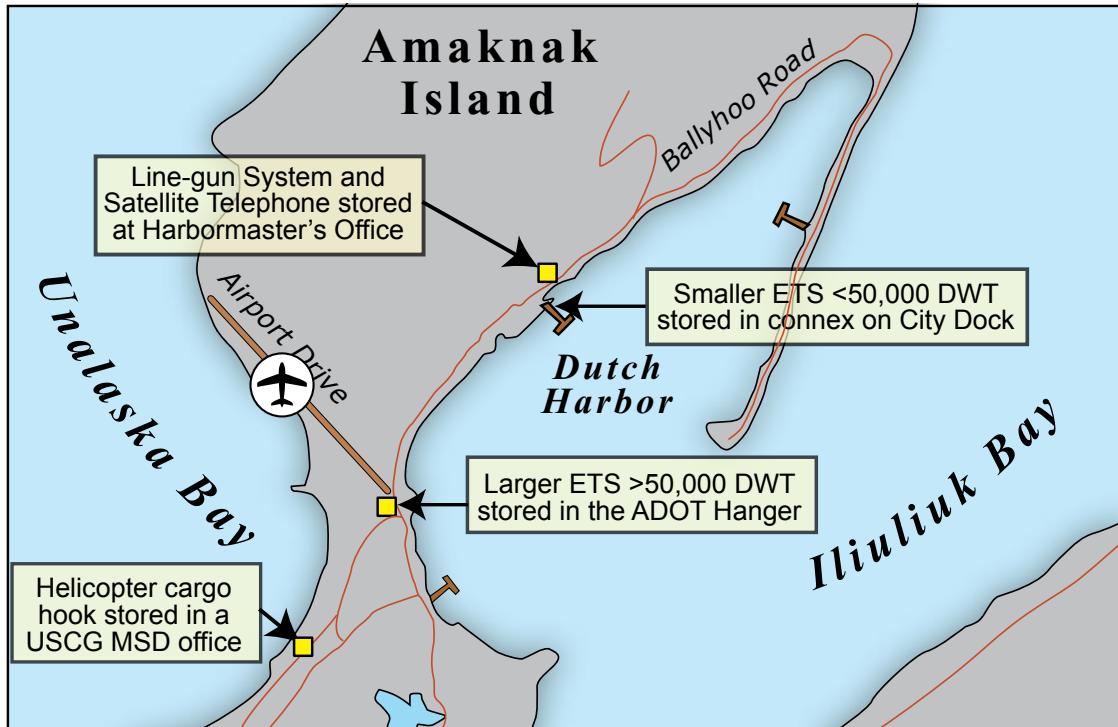 Amaknak
Island
Ballyhoo Road
Line-gun System and
Satellite Telephone stored
at Harbormaster's Office
Airport Drive
Smaller ETS <50,000 DWT
stored in connex on City Dock
Dutch
Harbor
Unalaska Bay
Larger ETS >50,000 DWT
stored in the ADOT Hanger
Iliuliuk Bay
Helicopter cargo
hook stored in a
USCG MSD office